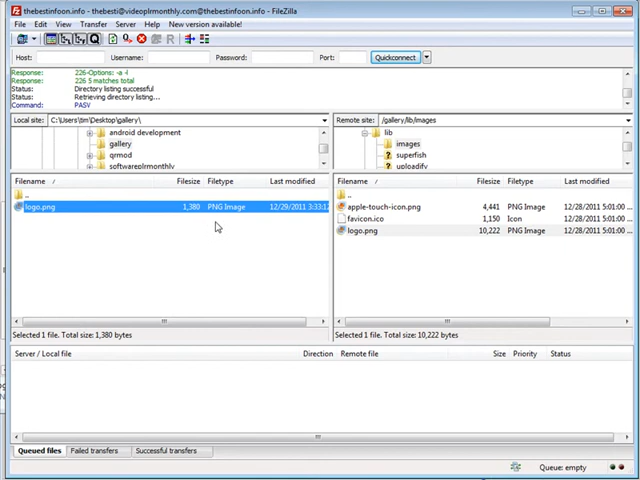 thebestinfoon.info - thebesti@videoplrmonthly.com@thebestinfoon.info - FileZilla
File Edit View Transfer Server Help New version available!
Host: Username: Password: Port: Quickconnect
Response: 226-Options: -a -l
Response: 226 5 matches total
Status: Directory listing successful
Status: Retrieving directory listing...
Command: PASV
Local site: C:\Users\tm\Desktop\gallery\
Remote site: /gallery/lib/images
android development
gallery
qrmod
softwareplrmonthly
lib
images
superfish
uploadify
Filename / Filesize Filetype Last modified
..
logo.png 1,380 PNG Image 12/29/2011 3:33:12
Filename / Filesize Filetype Last modified
..
apple-touch-icon.png 4,441 PNG Image 12/28/2011 5:01:00 ...
favicon.ico 1,150 Icon 12/28/2011 5:01:00 ...
logo.png 10,222 PNG Image 12/28/2011 5:01:00 ...
Selected 1 file. Total size: 1,380 bytes
Selected 1 file. Total size: 10,222 bytes
Server / Local file Direction Remote file Size Priority Status
Queued files Failed transfers Successful transfers
Queue: empty